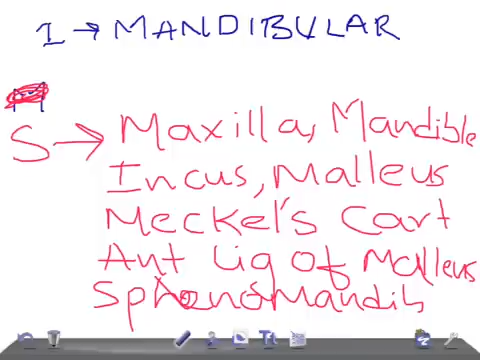 1 → MANDIBULAR
S → Maxilla, Mandible
Incus, Malleus
Meckel's Cart
Ant Lig of Malleus
Sphenomandib